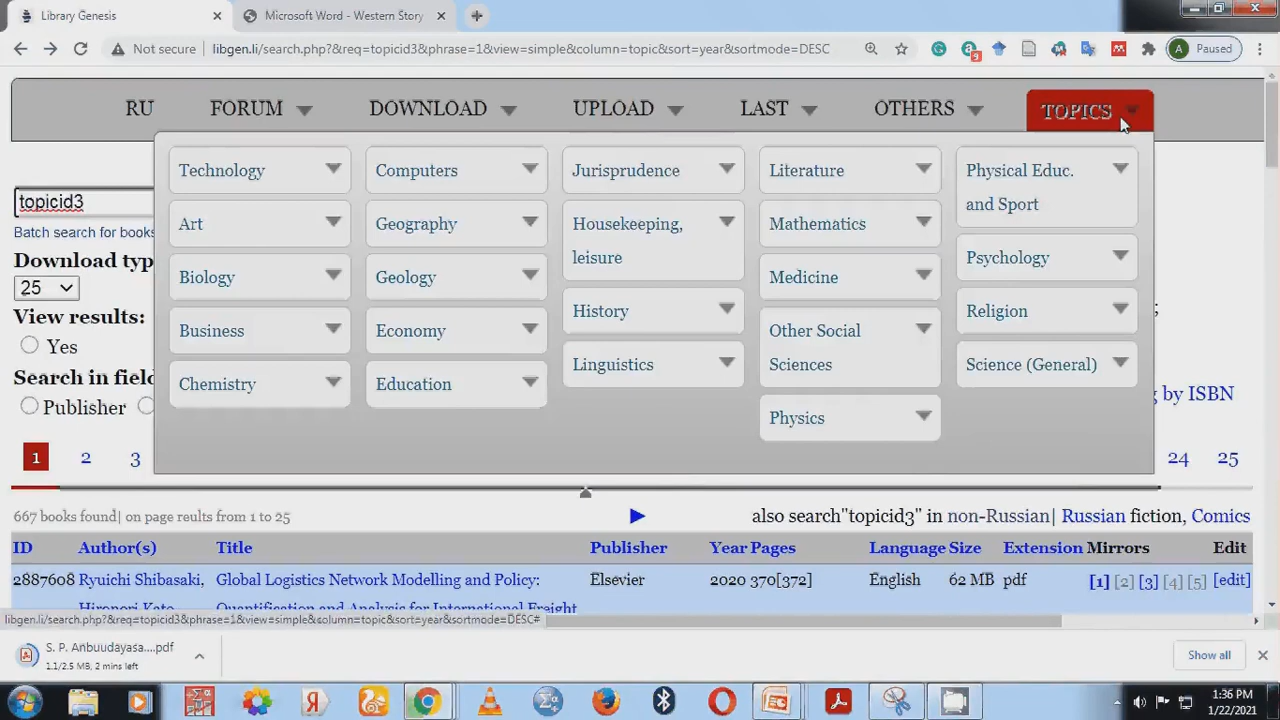 Library Genesis
Microsoft Word - Western Story
Not secure
libgen.li/search.php?&req=topicid3&phrase=1&view=simple&column=topic&sort=year&sortmode=DESC
9
A
Paused
RU
FORUM
DOWNLOAD
UPLOAD
LAST
OTHERS
TOPICS
Technology
Computers
Jurisprudence
Literature
Physical Educ.
and Sport
Art
Geography
Housekeeping,
leisure
Mathematics
Psychology
Biology
Geology
History
Medicine
Religion
Business
Economy
Linguistics
Other Social
Sciences
Science (General)
Chemistry
Education
Physics
topicid3
Batch search for books
Download typ
25
View results:
Yes
Search in field
Publisher
g by ISBN
1 2 3 24 25
667 books found| on page reults from 1 to 25
also search"topicid3" in non-Russian| Russian fiction, Comics
ID Author(s) Title Publisher Year Pages Language Size Extension Mirrors Edit
2887608 Ryuichi Shibasaki, Global Logistics Network Modelling and Policy: Elsevier 2020 370[372] English 62 MB pdf [1] [2] [3] [4] [5] [edit]
Hironori Kato, Quantification and Analysis for International Freight
libgen.li/search.php?&req=topicid3&phrase=1&view=simple&column=topic&sort=year&sortmode=DESC#
S. P. Anbuudayasa....pdf
1.1/2.5 MB, 2 mins left
Show all
1:36 PM
1/22/2021